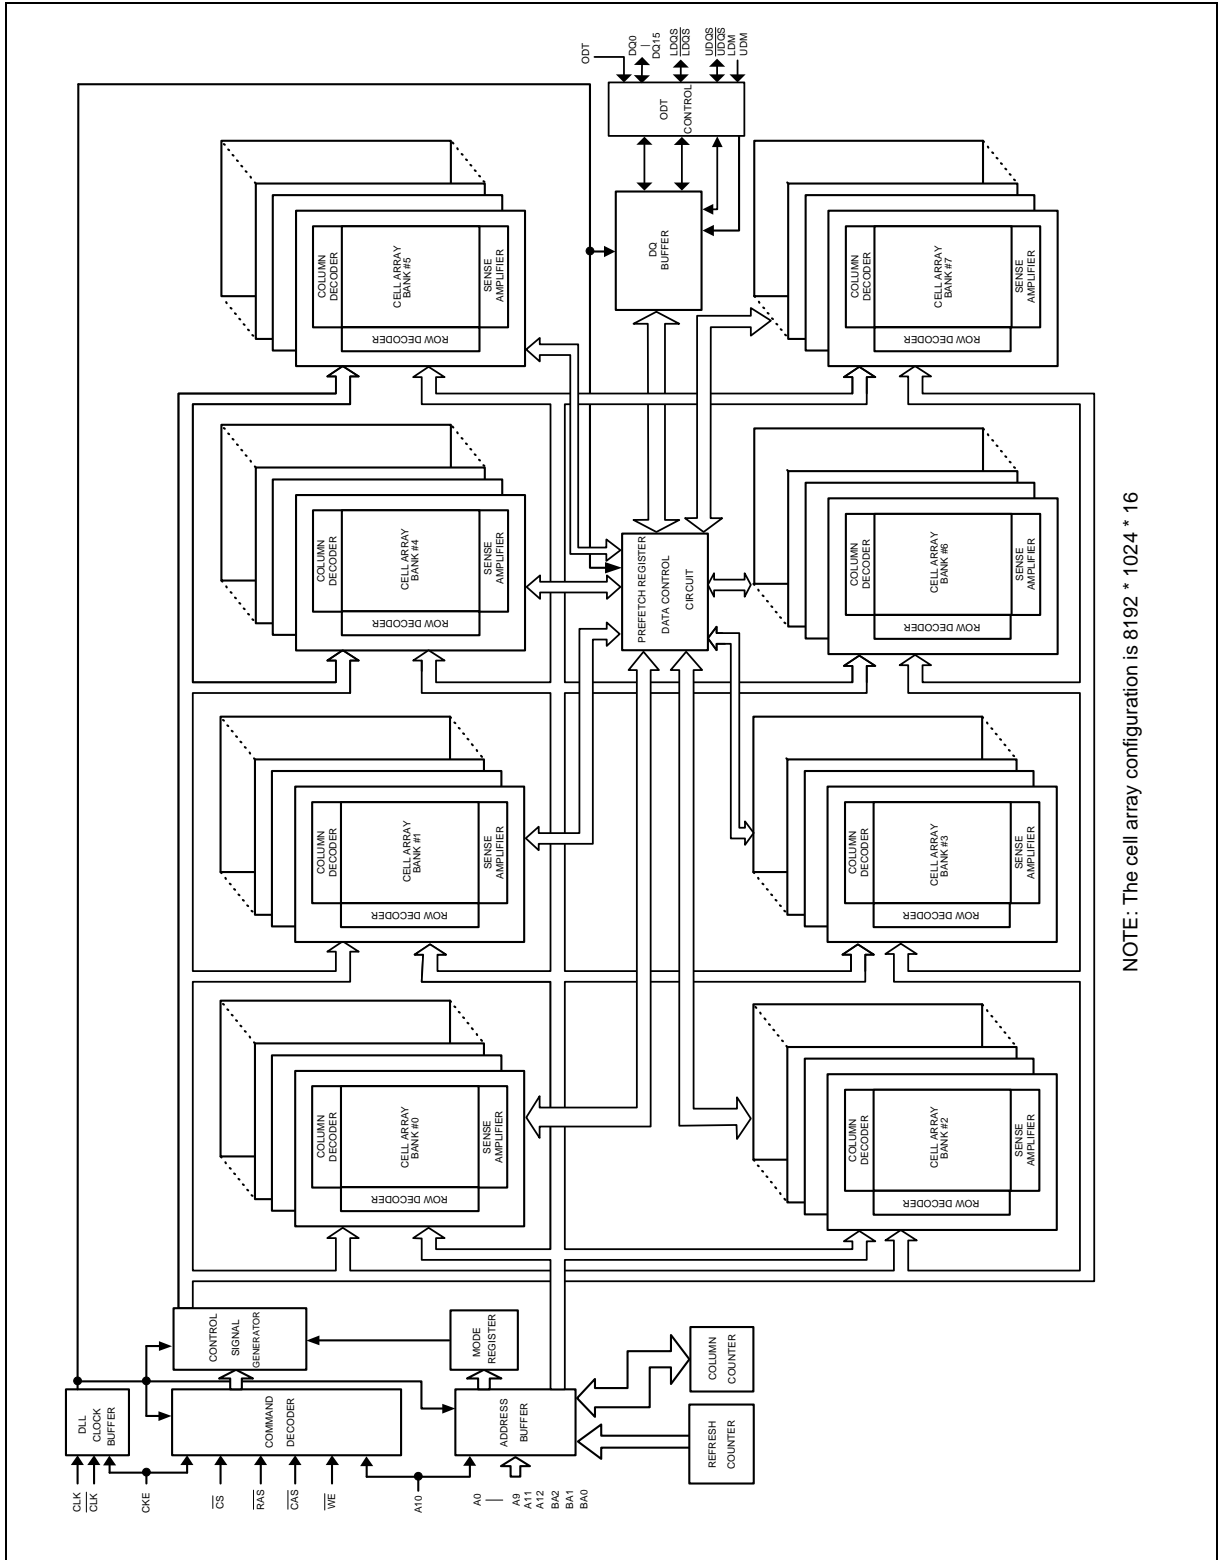 CLK
CLK
CKE
CS
RAS
CAS
WE
A10
A0
A9
A11
A12
BA2
BA1
BA0
DLL
CLOCK
BUFFER
COMMAND
DECODER
ADDRESS
BUFFER
REFRESH
COUNTER
COLUMN
COUNTER
CONTROL
SIGNAL
GENERATOR
MODE
REGISTER
COLUMN
DECODER
CELL ARRAY
BANK #0
SENSE
AMPLIFIER
ROW DECODER
COLUMN
DECODER
CELL ARRAY
BANK #1
SENSE
AMPLIFIER
ROW DECODER
COLUMN
DECODER
CELL ARRAY
BANK #4
SENSE
AMPLIFIER
ROW DECODER
COLUMN
DECODER
CELL ARRAY
BANK #5
SENSE
AMPLIFIER
ROW DECODER
COLUMN
DECODER
CELL ARRAY
BANK #2
SENSE
AMPLIFIER
ROW DECODER
COLUMN
DECODER
CELL ARRAY
BANK #3
SENSE
AMPLIFIER
ROW DECODER
COLUMN
DECODER
CELL ARRAY
BANK #6
SENSE
AMPLIFIER
ROW DECODER
COLUMN
DECODER
CELL ARRAY
BANK #7
SENSE
AMPLIFIER
ROW DECODER
PREFETCH REGISTER
DATA CONTROL
CIRCUIT
DQ
BUFFER
ODT
CONTROL
ODT
DQ0
DQ15
LDQS
LDQS
UDQS
UDQS
LDM
UDM
NOTE: The cell array configuration is 8192 * 1024 * 16